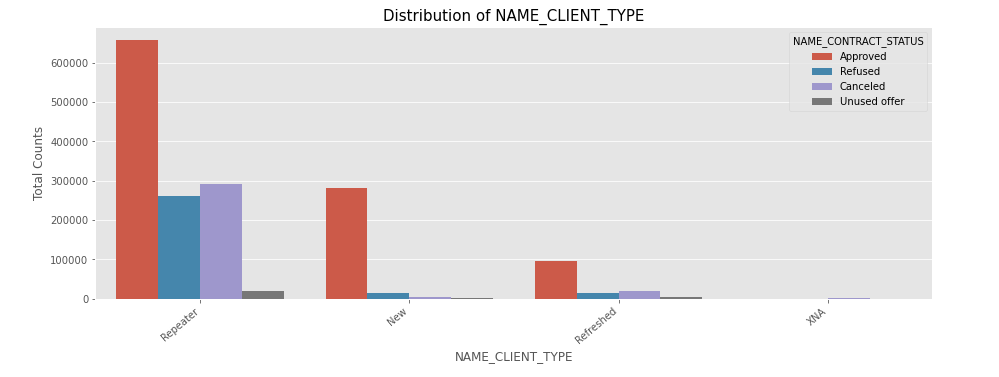 Distribution of NAME_CLIENT_TYPE
NAME_CONTRACT_STATUS
Approved
Refused
Canceled
Unused offer
Total Counts
600000
500000
400000
300000
200000
100000
0
Repeater
New
Refreshed
XNA
NAME_CLIENT_TYPE